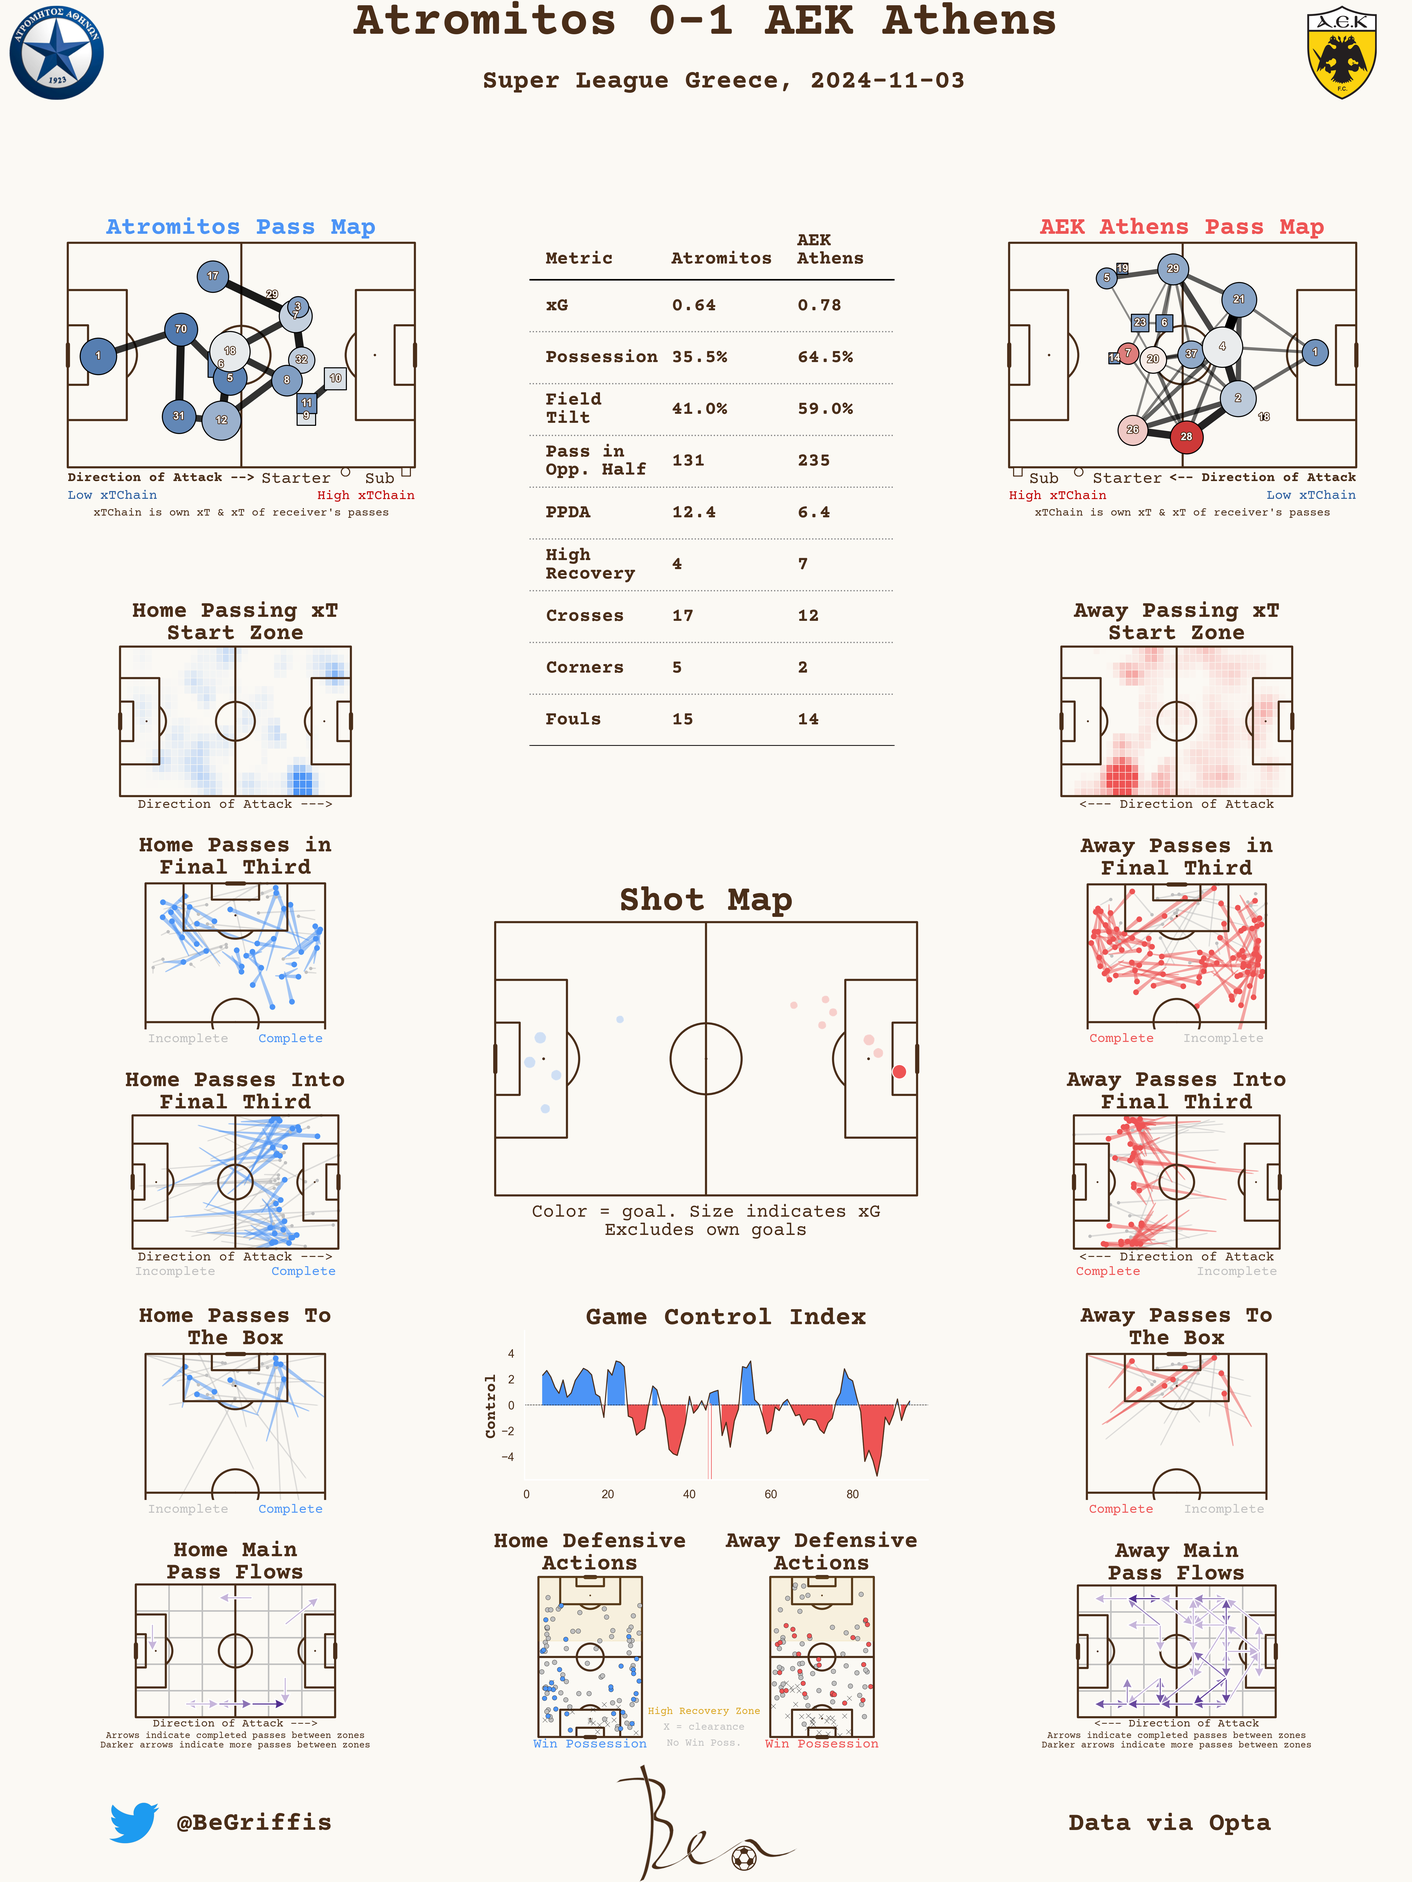 Atromitos 0-1 AEK Athens
Super League Greece, 2024-11-03
ΑΤΡΟΜΗΤΟΣ ΑΘΗΝΩΝ
1923
Α.Ε.Κ
F.C.
Atromitos Pass Map
17
29
3
7
70
1
18
32
6
5
8
10
11
9
31
12
Direction of Attack --> Starter Sub
Low xTChain High xTChain
xTChain is own xT & xT of receiver's passes
Metric Atromitos AEK Athens
xG 0.64 0.78
Possession 35.5% 64.5%
Field Tilt 41.0% 59.0%
Pass in Opp. Half 131 235
PPDA 12.4 6.4
High Recovery 4 7
Crosses 17 12
Corners 5 2
Fouls 15 14
AEK Athens Pass Map
19
5
29
21
23
6
14
7
20
37
4
1
2
18
26
28
Sub Starter <-- Direction of Attack
High xTChain Low xTChain
xTChain is own xT & xT of receiver's passes
Home Passing xT
Start Zone
Direction of Attack --->
Away Passing xT
Start Zone
<--- Direction of Attack
Home Passes in
Final Third
Incomplete Complete
Away Passes in
Final Third
Complete Incomplete
Shot Map
Color = goal. Size indicates xG
Excludes own goals
Home Passes Into
Final Third
Direction of Attack --->
Incomplete Complete
Away Passes Into
Final Third
<--- Direction of Attack
Complete Incomplete
Home Passes To
The Box
Incomplete Complete
Game Control Index
Control
4
2
0
−2
−4
0 20 40 60 80
Away Passes To
The Box
Complete Incomplete
Home Main
Pass Flows
Direction of Attack --->
Arrows indicate completed passes between zones
Darker arrows indicate more passes between zones
Home Defensive
Actions
Win Possession
Away Defensive
Actions
Win Possession
High Recovery Zone
X = clearance
No Win Poss.
Away Main
Pass Flows
<--- Direction of Attack
Arrows indicate completed passes between zones
Darker arrows indicate more passes between zones
@BeGriffis
Ben
Data via Opta